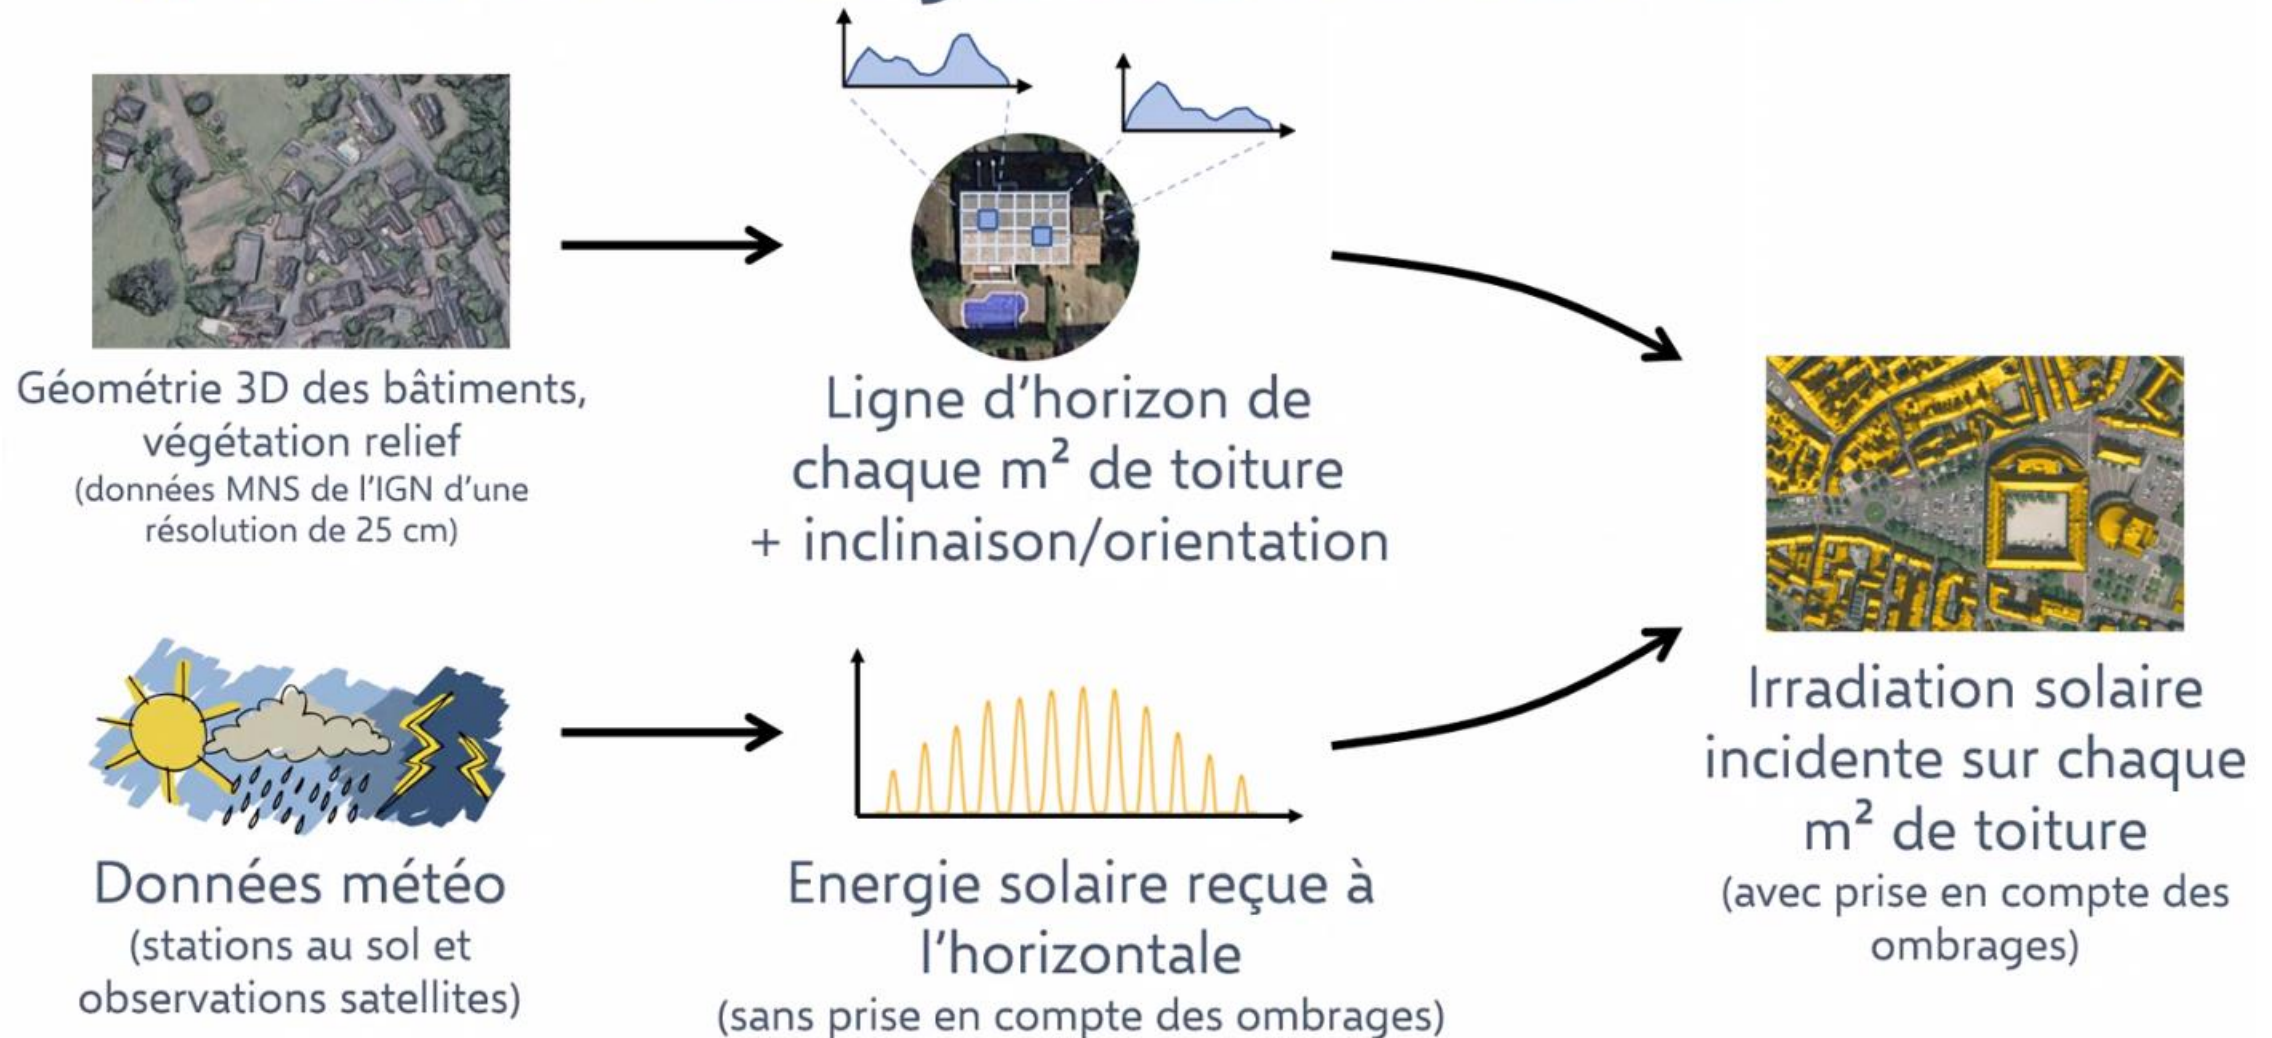 Géométrie 3D des bâtiments,
végétation relief
(données MNS de l'IGN d'une
résolution de 25 cm)
Ligne d'horizon de
chaque m² de toiture
+ inclinaison/orientation
Données météo
(stations au sol et
observations satellites)
Energie solaire reçue à
l'horizontale
(sans prise en compte des ombrages)
Irradiation solaire
incidente sur chaque
m² de toiture
(avec prise en compte des
ombrages)